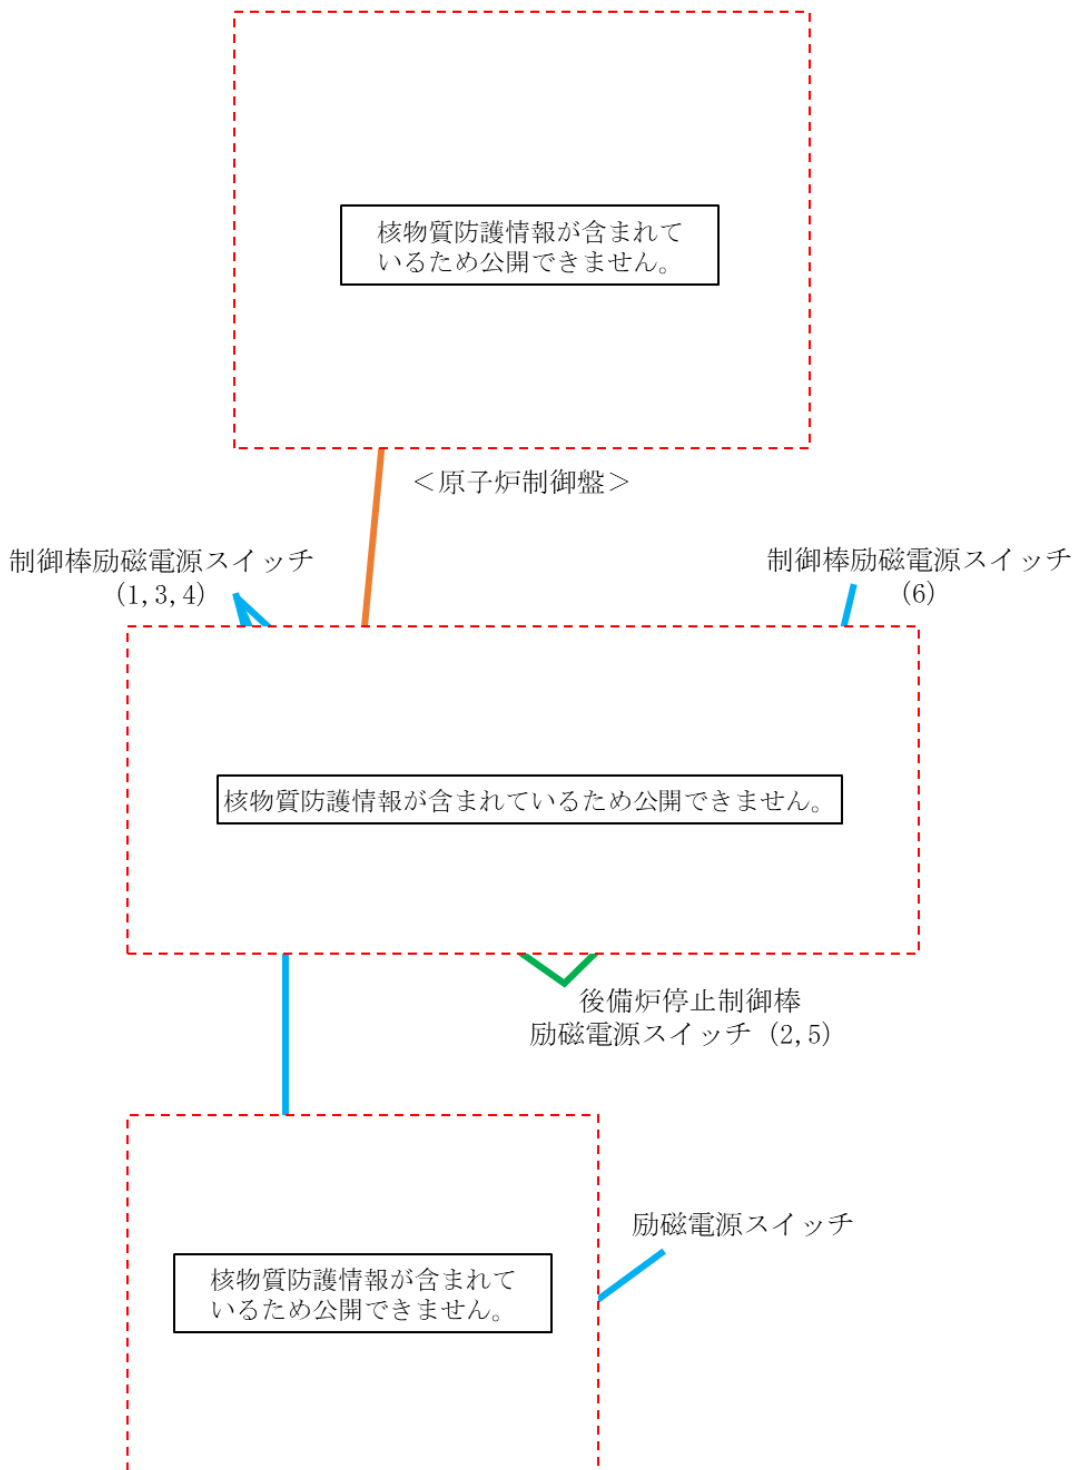 核物質防護情報が含まれて
いるため公開できません。
＜原子炉制御盤＞
制御棒励磁電源スイッチ
(1,3,4)
制御棒励磁電源スイッチ
(6)
核物質防護情報が含まれているため公開できません。
後備炉停止制御棒
励磁電源スイッチ (2,5)
励磁電源スイッチ
核物質防護情報が含まれて
いるため公開できません。